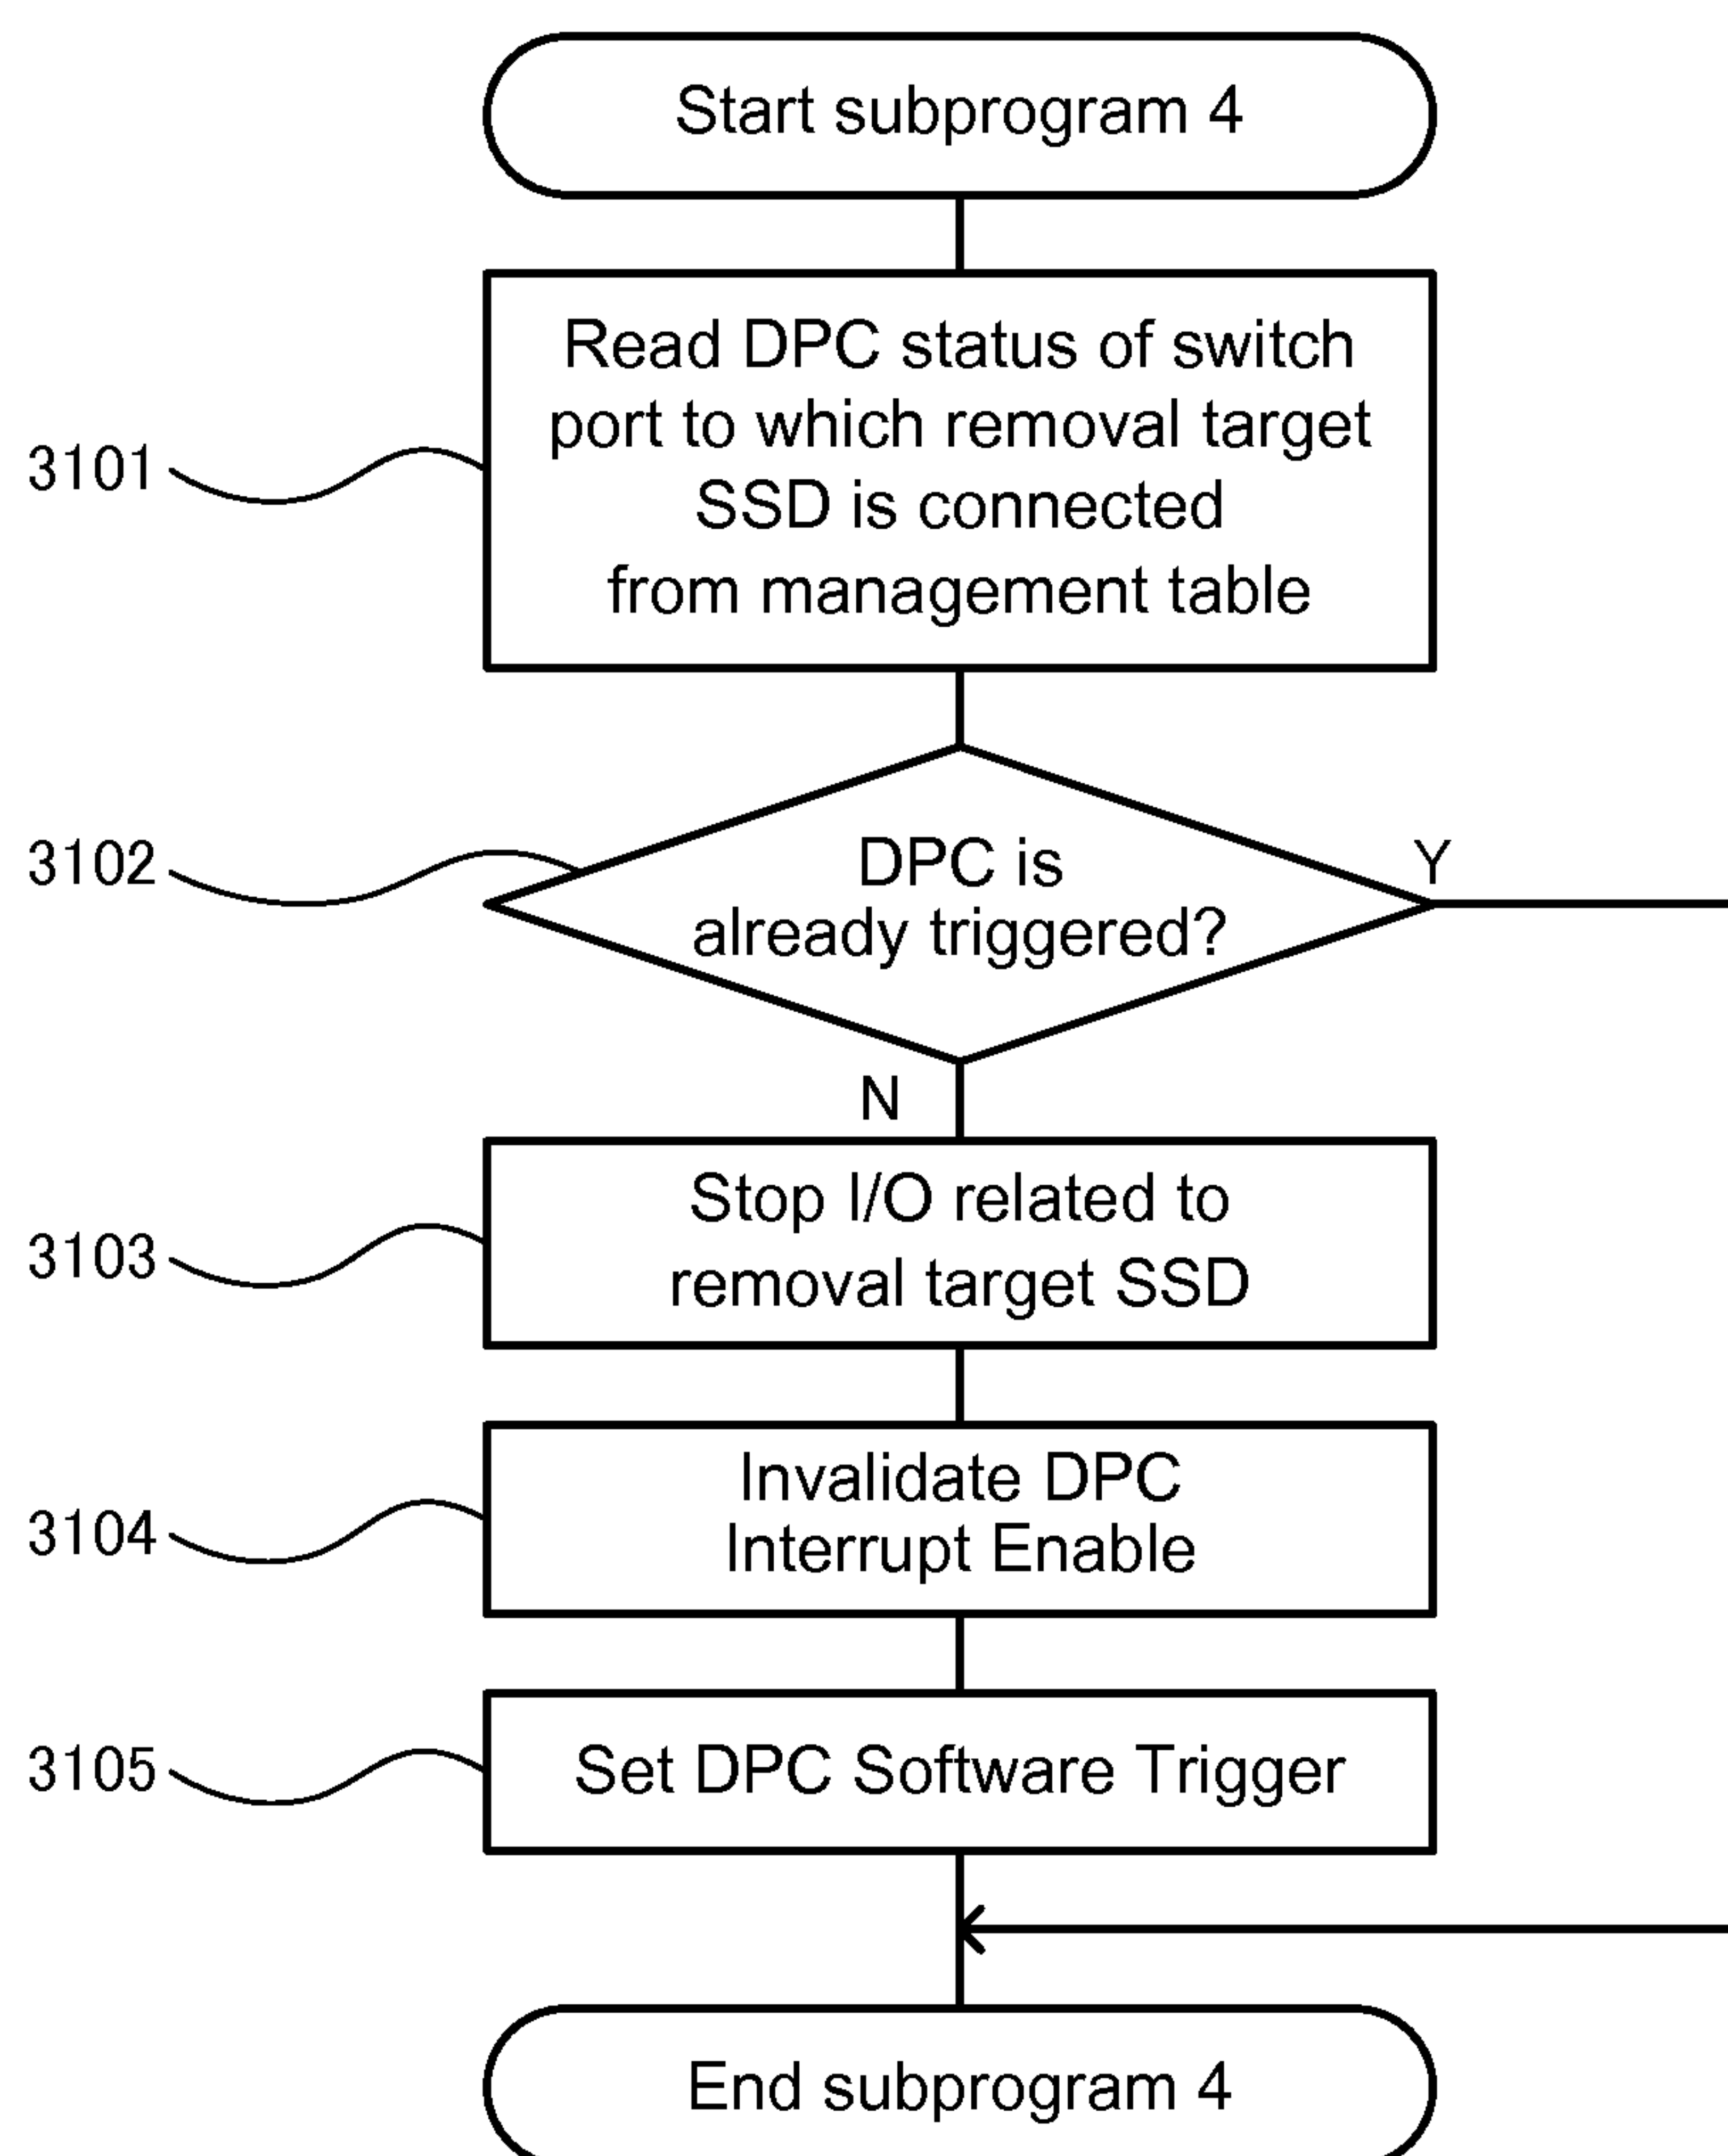 Start subprogram 4
Read DPC status of switch
port to which removal target
3101
SSD is connected
from management table
3102
DPC is
Y
already triggered?
N
Stop I/O related to
3103
removal target SSD
Invalidate DPC
3104
Interrupt Enable
3105
Set DPC Software Trigger
End subprogram 4